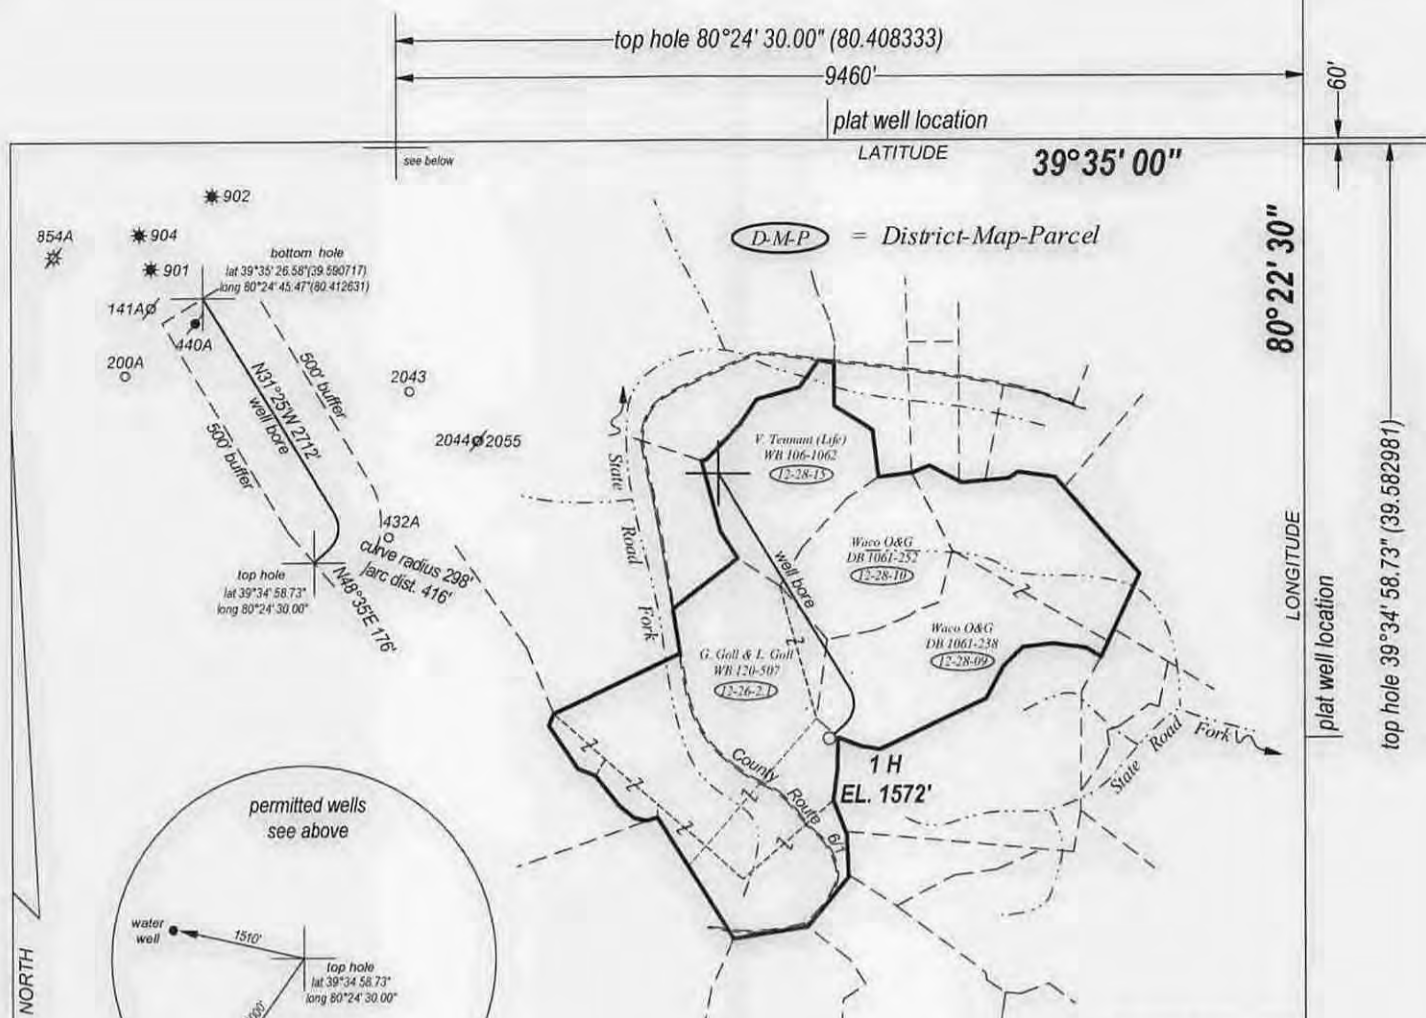 top hole 80°24' 30.00" (80.408333)
9460'
60'
plat well location
LATITUDE
39°35' 00"
see below
902
904
854A
901
bottom hole
lat 39°35' 26.58"(39.590717)
long 80°24' 45.47"(80.412631)
141A
440A
200A
N31°25'W 2712'
well bore
500' buffer
500' buffer
2043
2044 2055
432A
curve radius 298'
/arc dist. 416'
N48°35'E 176'
top hole
lat 39°34' 58.73"
long 80°24' 30.00"
D-M-P = District-Map-Parcel
80°22' 30"
LONGITUDE
plat well location
top hole 39°34' 58.73" (39.582981)
State Road Fork
V. Tennant (Life)
WB 106-1062
12-28-15
Waco O&G
DB 1061-252
12-28-10
Waco O&G
DB 1061-238
12-28-09
well bore
G. Goll & L. Goll
WB 120-507
12-26-2.1
County Route 6/1
1 H
EL. 1572'
State Road Fork
permitted wells
see above
water
well
1510'
top hole
lat 39°34 58.73"
long 80°24' 30.00"
NORTH